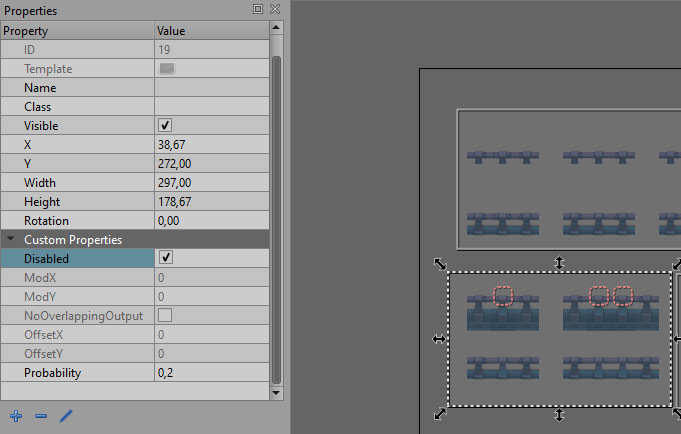 Properties
Property Value
ID 19
Template
Name
Class
Visible
X 38,67
Y 272,00
Width 297,00
Height 178,67
Rotation 0,00
Custom Properties
Disabled
ModX 0
ModY 0
NoOverlappingOutput
OffsetX 0
OffsetY 0
Probability 0,2